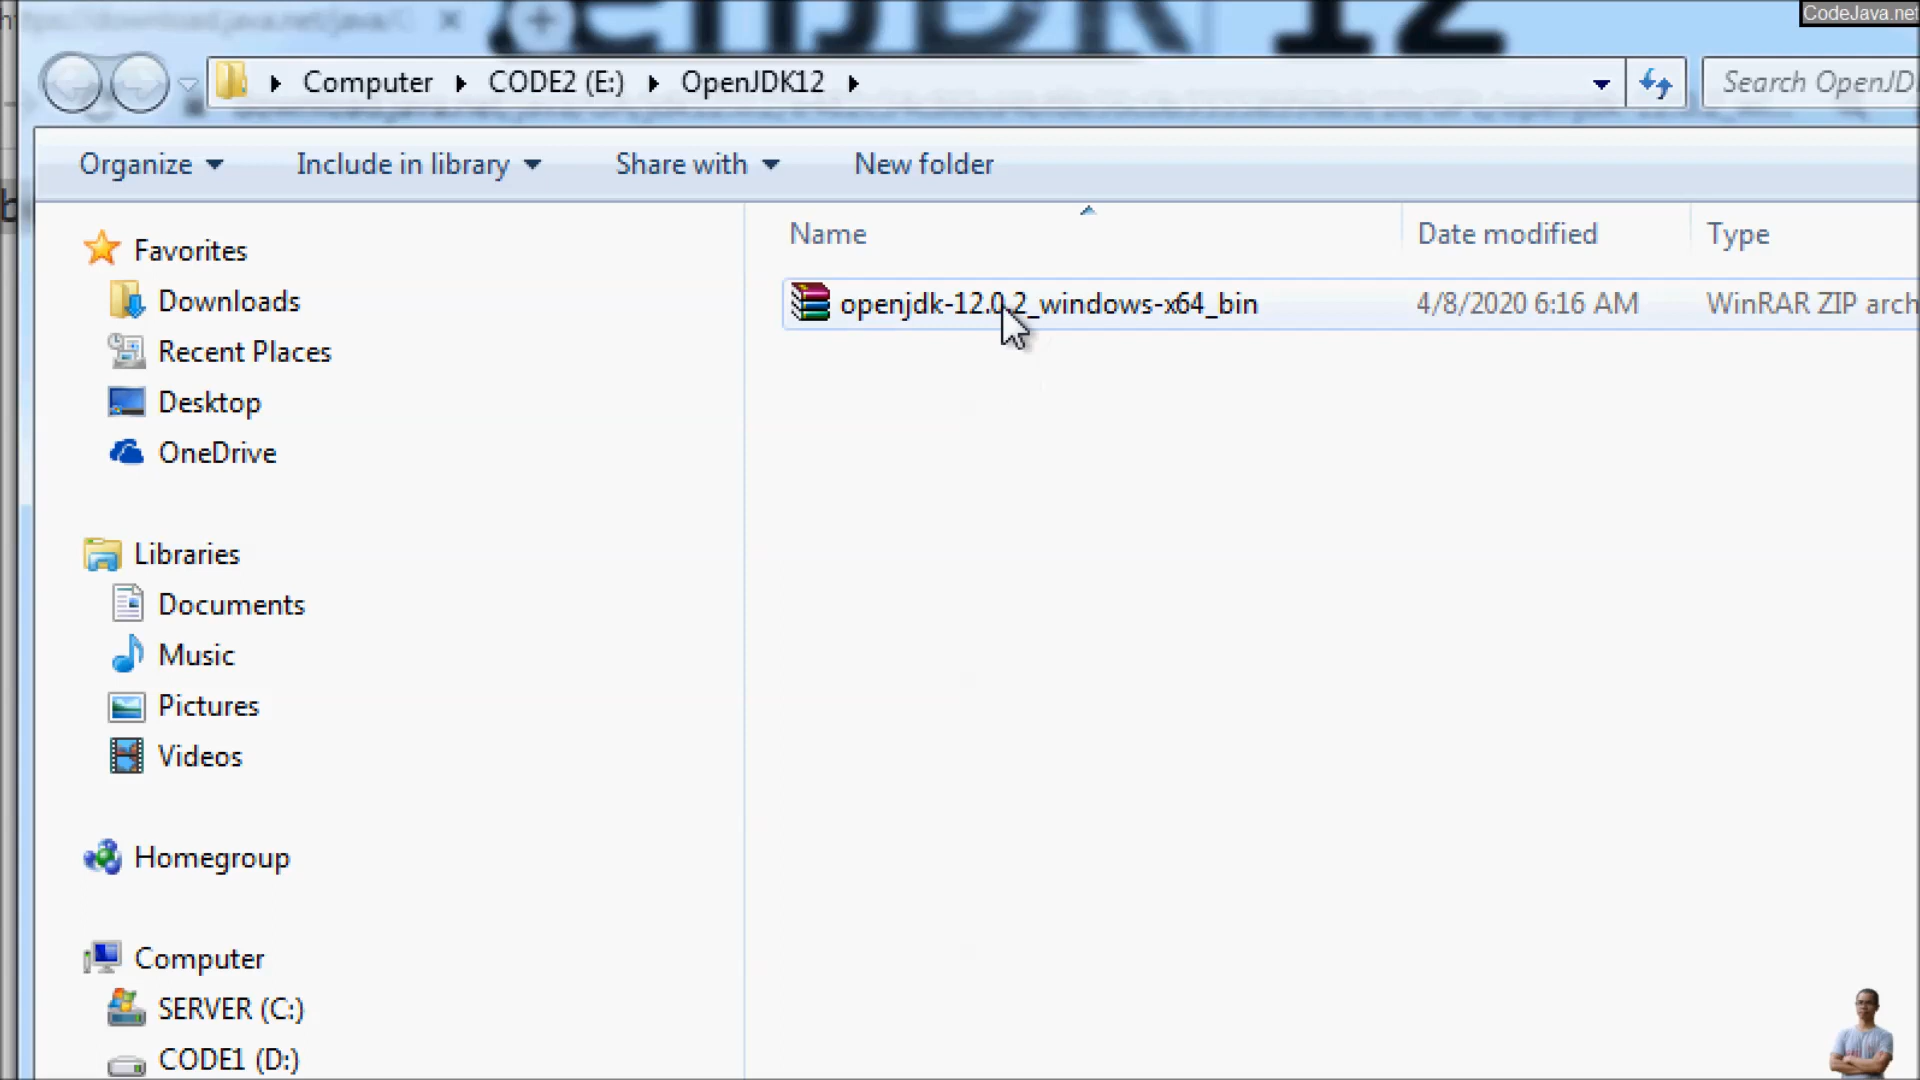 enJDK 12
CodeJava.net
Computer CODE2 (E:) OpenJDK12
Search OpenJD
Organize Include in library Share with New folder
Name Date modified Type
openjdk-12.0.2_windows-x64_bin 4/8/2020 6:16 AM WinRAR ZIP arch
Favorites
Downloads
Recent Places
Desktop
OneDrive
Libraries
Documents
Music
Pictures
Videos
Homegroup
Computer
SERVER (C:)
CODE1 (D:)